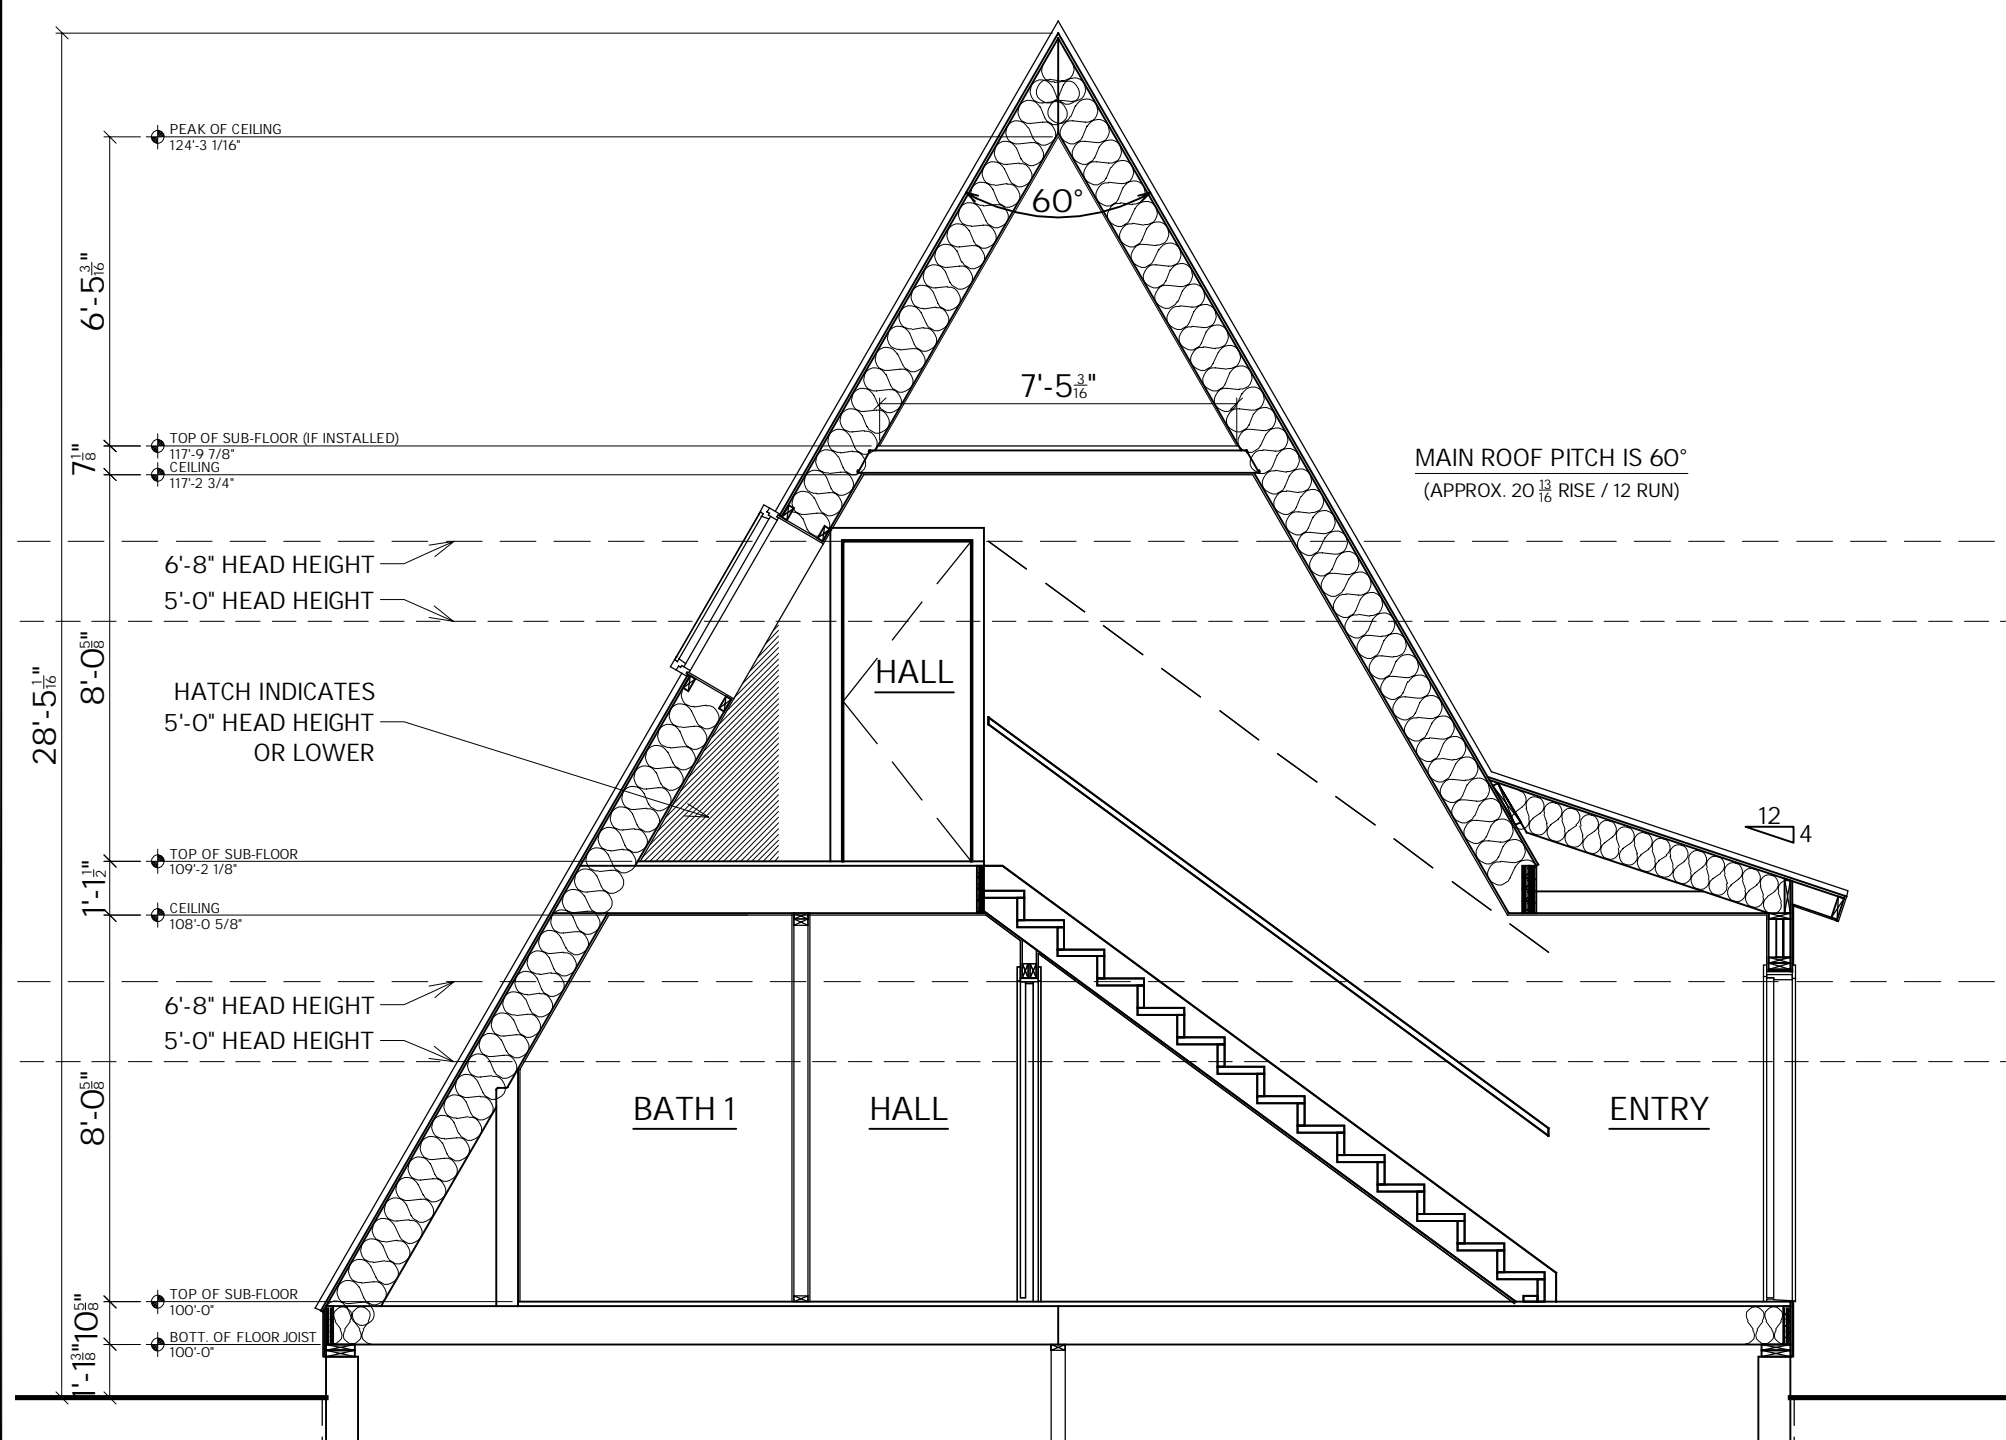 PEAK OF CEILING
124'-3 1/16"
60°
6'-5 3/16"
7'-5 3/16"
TOP OF SUB-FLOOR (IF INSTALLED)
117'-9 7/8"
7 1/8"
CEILING
117'-2 3/4"
MAIN ROOF PITCH IS 60°
(APPROX. 20 13/16 RISE / 12 RUN)
6'-8" HEAD HEIGHT
5'-0" HEAD HEIGHT
8'-0 5/8"
28'-5 1/16"
HALL
HATCH INDICATES
5'-0" HEAD HEIGHT
OR LOWER
12
4
TOP OF SUB-FLOOR
109'-2 1/8"
1'-1 1/2"
CEILING
108'-0 5/8"
6'-8" HEAD HEIGHT
5'-0" HEAD HEIGHT
8'-0 5/8"
BATH 1
HALL
ENTRY
TOP OF SUB-FLOOR
100'-0"
10 5/8"
BOTT. OF FLOOR JOIST
100'-0"
1'-1 3/8"